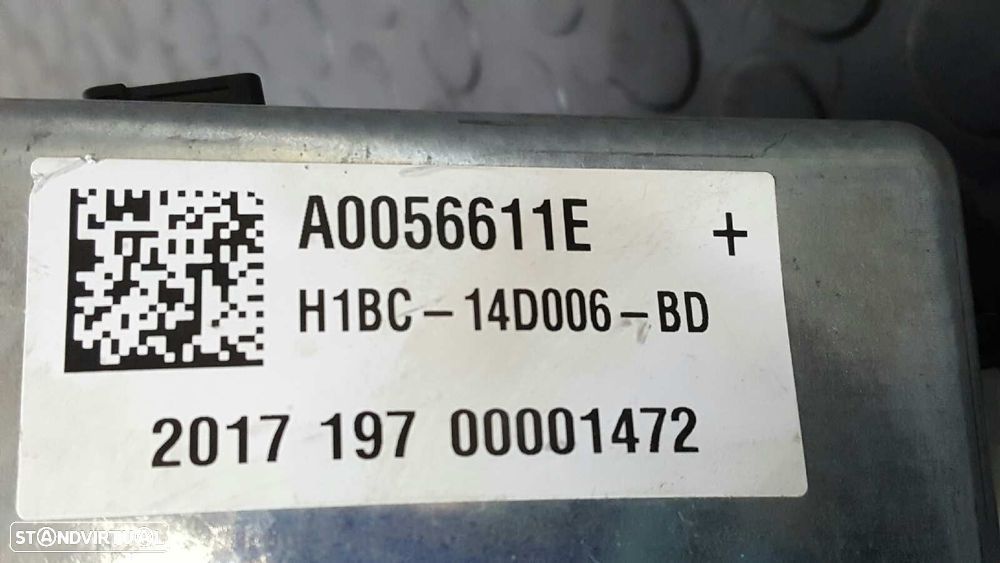 A0056611E +
H1BC-14D006-BD
2017 197 00001472
STANDVIRTUAL